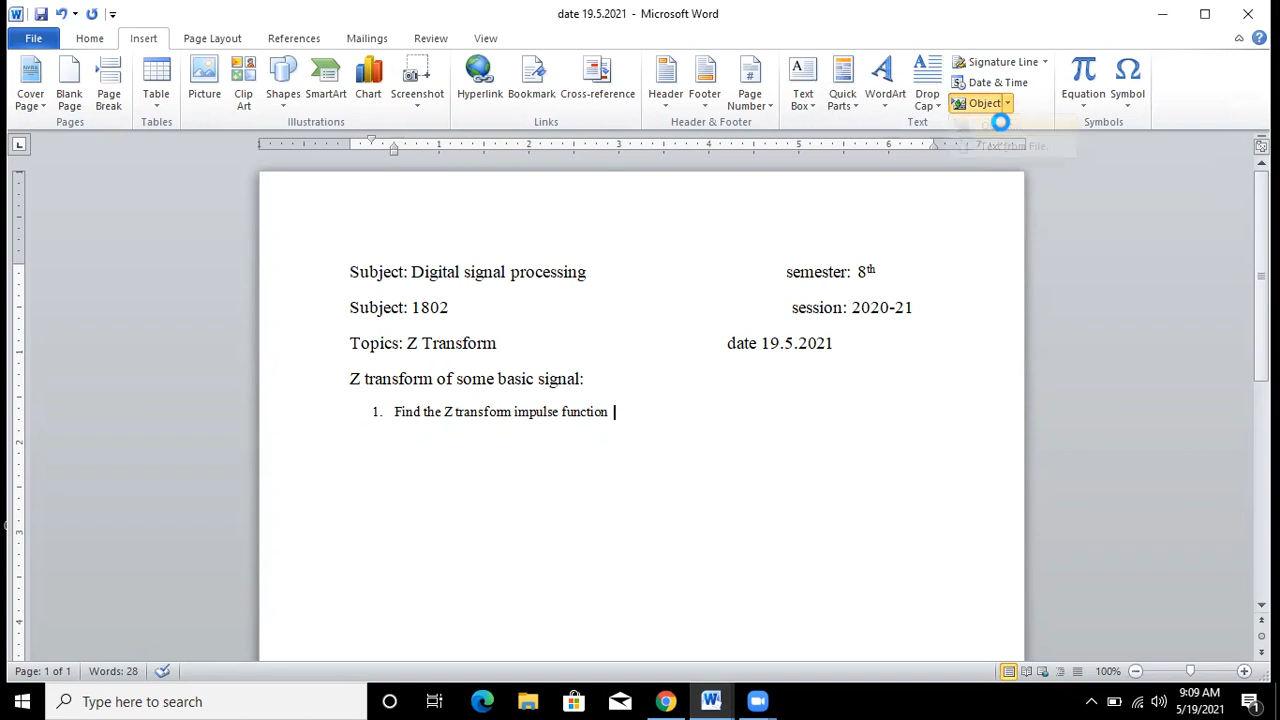 date 19.5.2021 - Microsoft Word
File Home Insert Page Layout References Mailings Review View
Cover Page Blank Page Page Break Table Picture Clip Art Shapes SmartArt Chart Screenshot Hyperlink Bookmark Cross-reference Header Footer Page Number Text Box Quick Parts WordArt Drop Cap Signature Line Date & Time Object Equation Symbol
Text from File...
Pages Tables Illustrations Links Header & Footer Text Symbols
Subject: Digital signal processing semester: 8th
Subject: 1802 session: 2020-21
Topics: Z Transform date 19.5.2021
Z transform of some basic signal:
1. Find the Z transform impulse function
Page: 1 of 1 Words: 28 100%
Type here to search
9:09 AM
5/19/2021